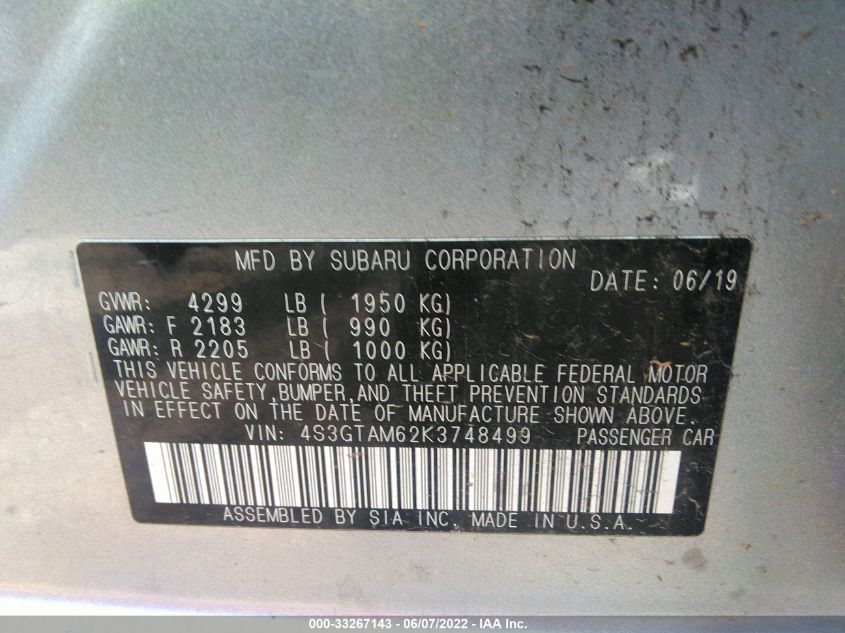 MFD BY SUBARU CORPORATION
DATE: 06/19
GVWR: 4299 LB ( 1950 KG)
GAWR: F 2183 LB ( 990 KG)
GAWR: R 2205 LB ( 1000 KG)
THIS VEHICLE CONFORMS TO ALL APPLICABLE FEDERAL MOTOR
VEHICLE SAFETY, BUMPER, AND THEFT PREVENTION STANDARDS
IN EFFECT ON THE DATE OF MANUFACTURE SHOWN ABOVE.
VIN: 4S3GTAM62K3748499 PASSENGER CAR
ASSEMBLED BY SIA INC. MADE IN U.S.A.
000-33267143 - 06/07/2022 - IAA Inc.